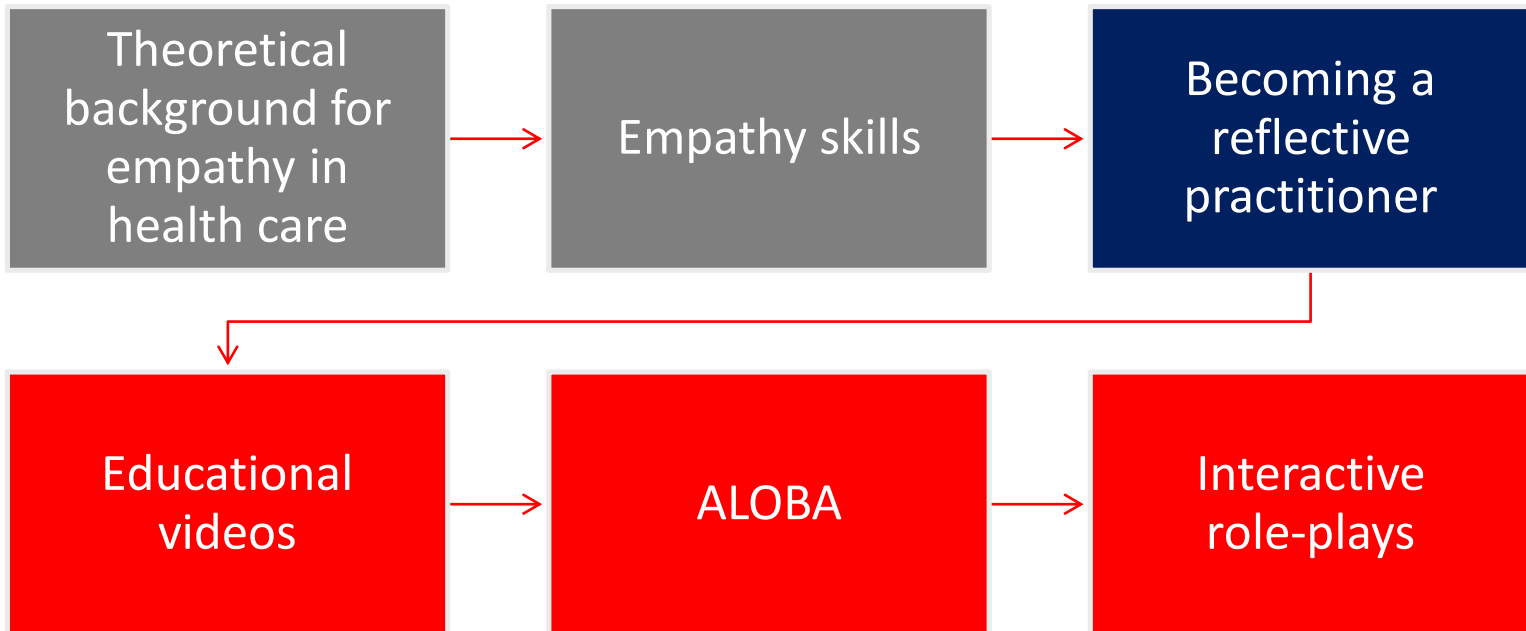 Theoretical
background for
empathy in
health care
Empathy skills
Becoming a
reflective
practitioner
Educational
videos
ALOBA
Interactive
role-plays